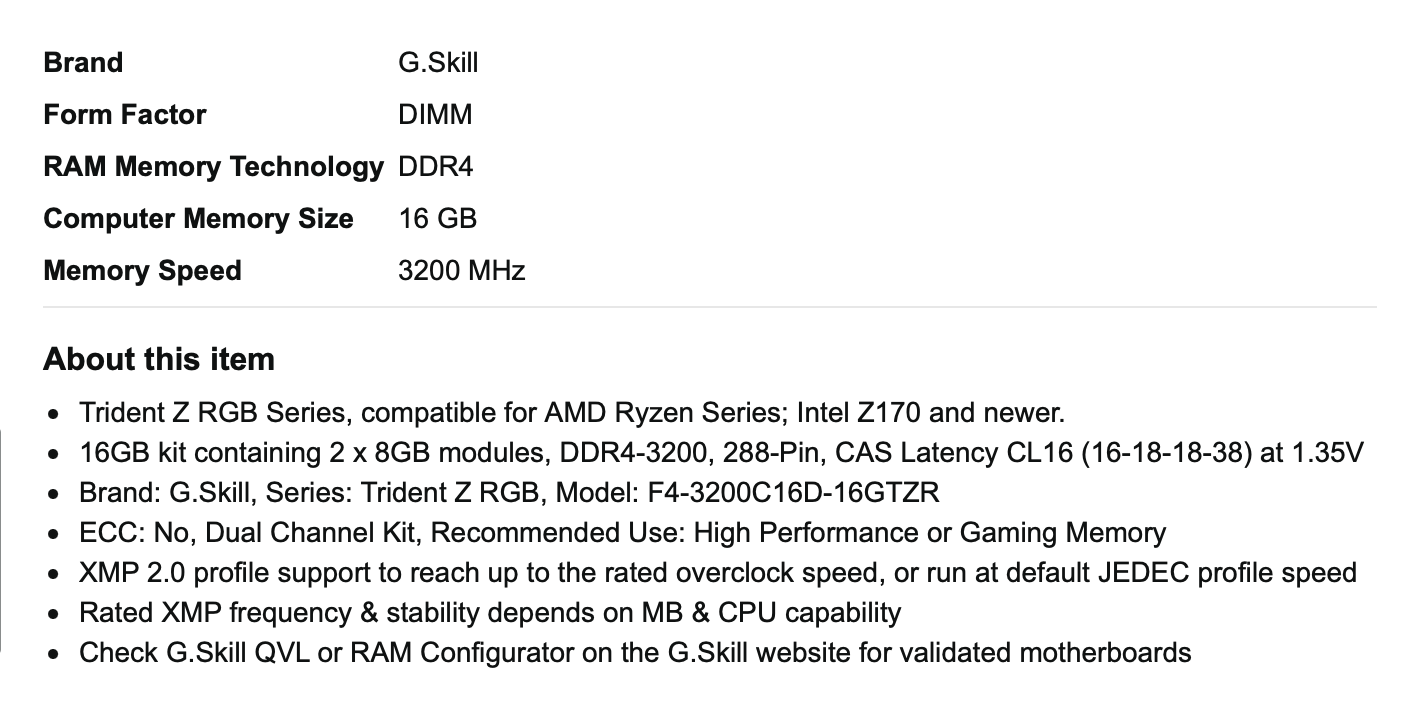 Brand G.Skill
Form Factor DIMM
RAM Memory Technology DDR4
Computer Memory Size 16 GB
Memory Speed 3200 MHz
About this item
• Trident Z RGB Series, compatible for AMD Ryzen Series; Intel Z170 and newer.
• 16GB kit containing 2 x 8GB modules, DDR4-3200, 288-Pin, CAS Latency CL16 (16-18-18-38) at 1.35V
• Brand: G.Skill, Series: Trident Z RGB, Model: F4-3200C16D-16GTZR
• ECC: No, Dual Channel Kit, Recommended Use: High Performance or Gaming Memory
• XMP 2.0 profile support to reach up to the rated overclock speed, or run at default JEDEC profile speed
• Rated XMP frequency & stability depends on MB & CPU capability
• Check G.Skill QVL or RAM Configurator on the G.Skill website for validated motherboards